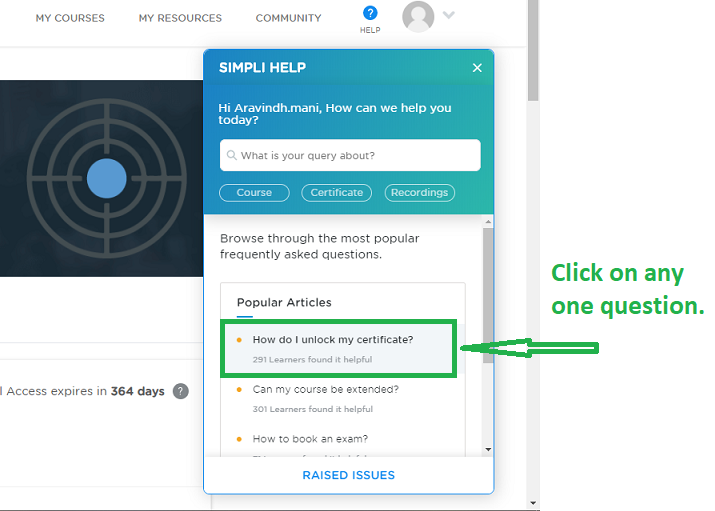 MY COURSES
MY RESOURCES
COMMUNITY
?
HELP
SIMPLI HELP
×
Hi Aravindh.mani, How can we help you
today?
What is your query about?
Course
Certificate
Recordings
Browse through the most popular
frequently asked questions.
Popular Articles
How do I unlock my certificate?
291 Learners found it helpful
Can my course be extended?
301 Learners found it helpful
How to book an exam?
RAISED ISSUES
Access expires in 364 days ?
Click on any
one question.